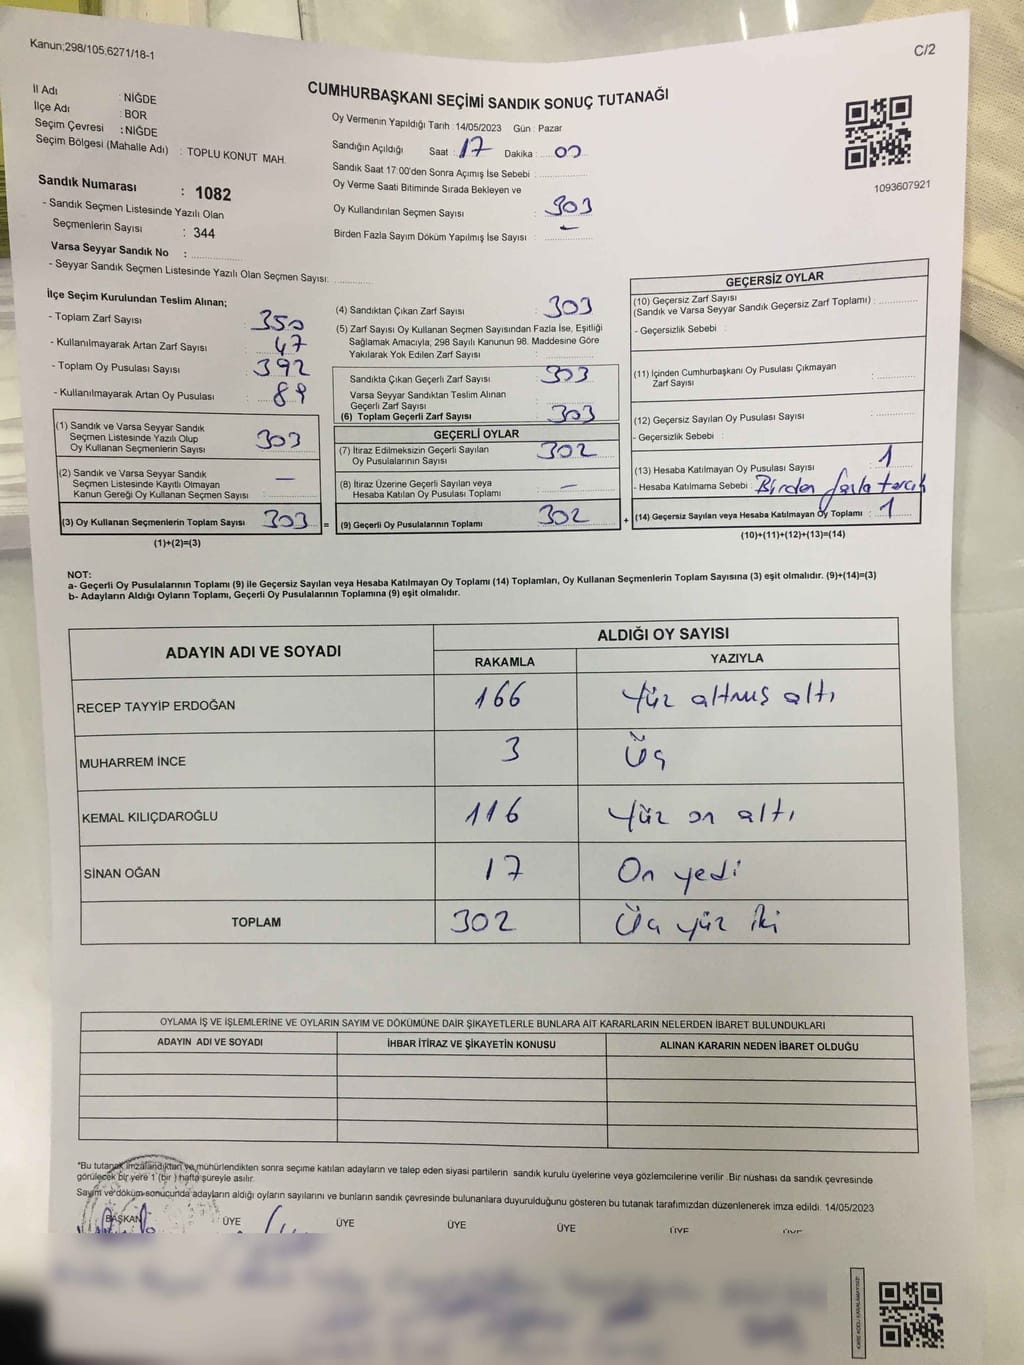 Kanun;298/105,6271/18-1
C/2
CUMHURBAŞKANI SEÇİMİ SANDIK SONUÇ TUTANAĞI
İl Adı : NİĞDE
İlçe Adı : BOR
Seçim Çevresi : NİĞDE
Seçim Bölgesi (Mahalle Adı) : TOPLU KONUT MAH.
Sandık Numarası : 1082
- Sandık Seçmen Listesinde Yazılı Olan
Seçmenlerin Sayısı : 344
Varsa Seyyar Sandık No :
- Seyyar Sandık Seçmen Listesinde Yazılı Olan Seçmen Sayısı:
Oy Vermenin Yapıldığı Tarih :14/05/2023 Gün : Pazar
Sandığın Açıldığı Saat : 17 Dakika : 00
Sandık Saat 17:00'den Sonra Açımış İse Sebebi :
Oy Verme Saati Bitiminde Sırada Bekleyen ve
Oy Kullandırılan Seçmen Sayısı : 303
Birden Fazla Sayım Döküm Yapılmış İse Sayısı : -
1093607921
İlçe Seçim Kurulundan Teslim Alınan;
- Toplam Zarf Sayısı : 350
- Kullanılmayarak Artan Zarf Sayısı : 47
- Toplam Oy Pusulası Sayısı : 392
- Kullanılmayarak Artan Oy Pusulası : 89
(1) Sandık ve Varsa Seyyar Sandık
Seçmen Listesinde Yazılı Olup
Oy Kullanan Seçmenlerin Sayısı : 303
(2) Sandık ve Varsa Seyyar Sandık
Seçmen Listesinde Kayıtlı Olmayan
Kanun Gereği Oy Kullanan Seçmen Sayısı : -
(3) Oy Kullanan Seçmenlerin Toplam Sayısı : 303 =
(1)+(2)=(3)
(4) Sandıktan Çıkan Zarf Sayısı : 303
(5) Zarf Sayısı Oy Kullanan Seçmen Sayısından Fazla İse, Eşitliği
Sağlamak Amacıyla; 298 Sayılı Kanunun 98. Maddesine Göre
Yakılarak Yok Edilen Zarf Sayısı :
Sandıkta Çıkan Geçerli Zarf Sayısı : 303
Varsa Seyyar Sandıktan Teslim Alınan
Geçerli Zarf Sayısı :
(6) Toplam Geçerli Zarf Sayısı : 303
GEÇERLİ OYLAR
(7) İtiraz Edilmeksizin Geçerli Sayılan
Oy Pusulalarının Sayısı : 302
(8) İtiraz Üzerine Geçerli Sayılan veya
Hesaba Katılan Oy Pusulası Toplamı : -
(9) Geçerli Oy Pusulalarının Toplamı : 302 +
GEÇERSİZ OYLAR
(10) Geçersiz Zarf Sayısı
(Sandık ve Varsa Seyyar Sandık Geçersiz Zarf Toplamı) :
- Geçersizlik Sebebi :
(11) İçinden Cumhurbaşkanı Oy Pusulası Çıkmayan
Zarf Sayısı :
(12) Geçersiz Sayılan Oy Pusulası Sayısı :
- Geçersizlik Sebebi :
(13) Hesaba Katılmayan Oy Pusulası Sayısı : 1
- Hesaba Katılmama Sebebi : Birden fazla tercih
(14) Geçersiz Sayılan veya Hesaba Katılmayan Oy Toplamı : 1
(10)+(11)+(12)+(13)=(14)
NOT:
a- Geçerli Oy Pusulalarının Toplamı (9) ile Geçersiz Sayılan veya Hesaba Katılmayan Oy Toplamı (14) Toplamları, Oy Kullanan Seçmenlerin Toplam Sayısına (3) eşit olmalıdır. (9)+(14)=(3)
b- Adayların Aldığı Oyların Toplamı, Geçerli Oy Pusulalarının Toplamına (9) eşit olmalıdır.
ADAYIN ADI VE SOYADI
ALDIĞI OY SAYISI
RAKAMLA YAZIYLA
RECEP TAYYİP ERDOĞAN 166 Yüz altmış altı
MUHARREM İNCE 3 Üç
KEMAL KILIÇDAROĞLU 116 Yüz on altı
SİNAN OĞAN 17 On yedi
TOPLAM 302 Üç yüz iki
OYLAMA İŞ VE İŞLEMLERİNE VE OYLARIN SAYIM VE DÖKÜMÜNE DAİR ŞİKAYETLERLE BUNLARA AİT KARARLARIN NELERDEN İBARET BULUNDUKLARI
ADAYIN ADI VE SOYADI İHBAR İTİRAZ VE ŞİKAYETİN KONUSU ALINAN KARARIN NEDEN İBARET OLDUĞU
*Bu tutanak imzalandıktan ve mühürlendikten sonra seçime katılan adayların ve talep eden siyasi partilerin sandık kurulu üyelerine veya gözlemcilerine verilir. Bir nüshası da sandık çevresinde
görülecek bir yere 1 (bir ) hafta süreyle asılır.
Sayım ve döküm sonucunda adayların aldığı oyların sayılarını ve bunların sandık çevresinde bulunanlara duyurulduğunu gösteren bu tutanak tarafımızdan düzenlenerek imza edildi. 14/05/2023
BAŞKAN ÜYE ÜYE ÜYE ÜYE ÜYE ÜYE